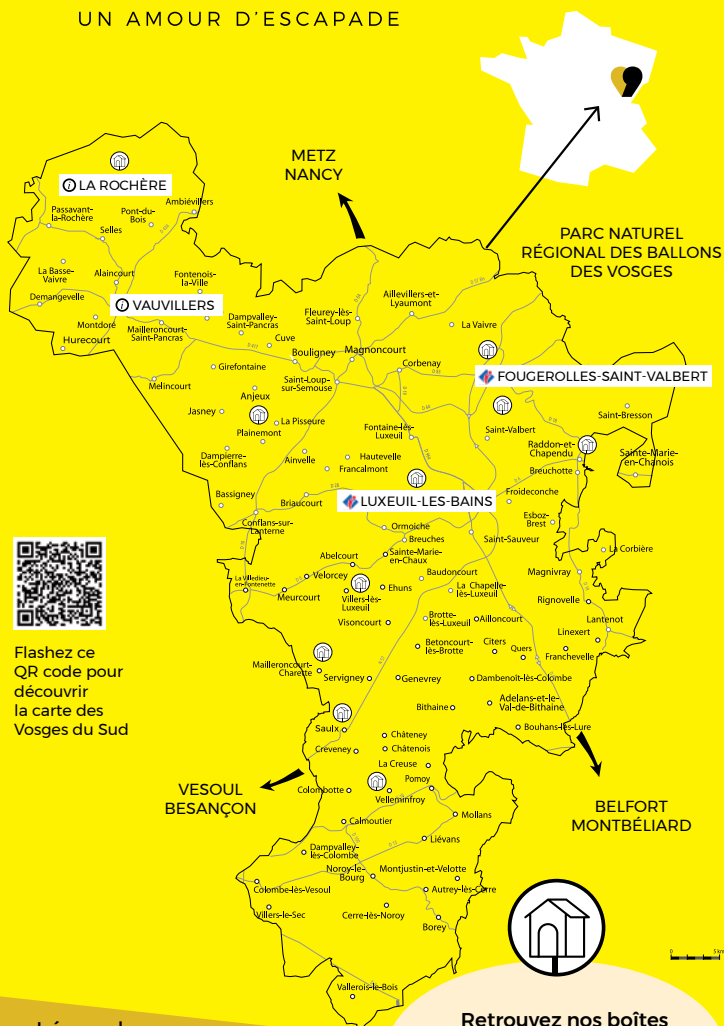 UN AMOUR D'ESCAPADE
METZ
NANCY
PARC NATUREL
RÉGIONAL DES BALLONS
DES VOSGES
LA ROCHÈRE
Passavant-
la-Rochère
Pont-du-
Bois
Ambiévillers
Selles
La Basse-
Vaivre
Alaincourt
Fontenois-
la-Ville
Demangevelle
VAUVILLERS
Montdoré
Mailleroncourt-
Saint-Pancras
Hurecourt
Dampvalley-
Saint-Pancras
Cuve
Fleurey-lès-
Saint-Loup
Aillevillers-et-
Lyaumont
La Vaivre
Bouligney
Magnoncourt
Corbenay
Girefontaine
Melincourt
Saint-Loup-
sur-Semouse
FOUGEROLLES-SAINT-VALBERT
Anjeux
Jasney
La Pisseure
Plainemont
Fontaine-lès-
Luxeuil
Saint-Valbert
Saint-Bresson
Raddon-et-
Chapendu
Sainte-Marie-
en-Chanois
Dampierre-
lès-Conflans
Ainvelle
Hautevelle
Francalmont
Breuchotte
Bassigney
Briaucourt
LUXEUIL-LES-BAINS
Froideconche
Esboz-
Brest
Conflans-sur-
Lanterne
Ormoiche
Breuches
Saint-Sauveur
La Corbière
Abelcourt
Sainte-Marie-
en-Chaux
Baudoncourt
Magnivray
La Villedieu-
en-Fontenette
Velorcey
Meurcourt
Villers-lès-
Luxeuil
Ehuns
La Chapelle-
lès-Luxeuil
Rignovelle
Visoncourt
Brotte-
lès-Luxeuil
Ailloncourt
Lantenot
Linexert
Betoncourt-
lès-Brotte
Citers
Quers
Franchevelle
Mailleroncourt-
Charette
Servigney
Genevrey
Dambenoît-lès-Colombe
Bithaine
Adelans-et-le-
Val-de-Bithaine
Bouhans-lès-Lure
Saulx
Châteney
Creveney
Châtenois
La Creuse
Pomoy
Colombotte
Velleminfroy
Calmoutier
Mollans
Liévans
Dampvalley-
lès-Colombe
Noroy-le-
Bourg
Montjustin-et-Velotte
Colombe-lès-Vesoul
Autrey-lès-Cerre
Villers-le-Sec
Cerre-lès-Noroy
Borey
Vallerois-le-Bois
Flashez ce
QR code pour
découvrir
la carte des
Vosges du Sud
VESOUL
BESANÇON
BELFORT
MONTBÉLIARD
0 5 km
Retrouvez nos boîtes